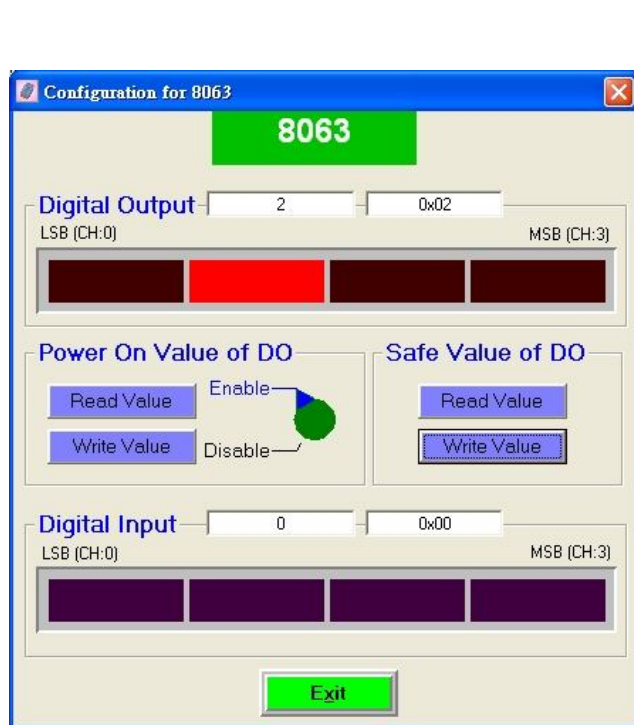 Configuration for 8063
8063
Digital Output 2 0x02
LSB (CH:0) MSB (CH:3)
Power On Value of DO Safe Value of DO
Read Value Enable Read Value
Write Value Disable Write Value
Digital Input 0 0x00
LSB (CH:0) MSB (CH:3)
Exit